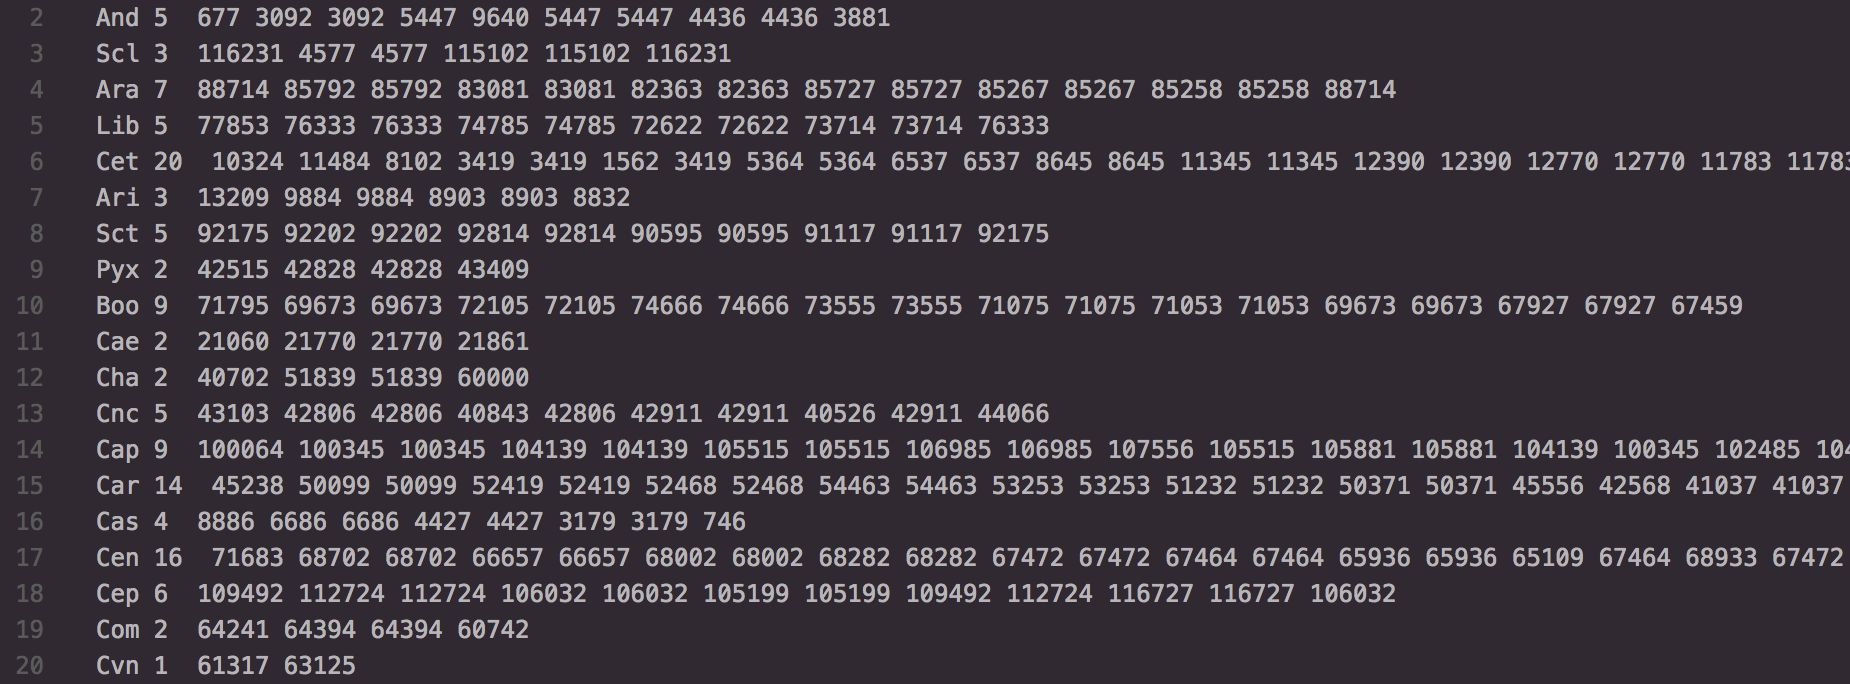 2 And 5 677 3092 3092 5447 9640 5447 5447 4436 4436 3881
3 Scl 3 116231 4577 4577 115102 115102 116231
4 Ara 7 88714 85792 85792 83081 83081 82363 82363 85727 85727 85267 85267 85258 85258 88714
5 Lib 5 77853 76333 76333 74785 74785 72622 72622 73714 73714 76333
6 Cet 20 10324 11484 8102 3419 3419 1562 3419 5364 5364 6537 6537 8645 8645 11345 11345 12390 12390 12770 12770 11783 11783
7 Ari 3 13209 9884 9884 8903 8903 8832
8 Sct 5 92175 92202 92202 92814 92814 90595 90595 91117 91117 92175
9 Pyx 2 42515 42828 42828 43409
10 Boo 9 71795 69673 69673 72105 72105 74666 74666 73555 73555 71075 71075 71053 71053 69673 69673 67927 67927 67459
11 Cae 2 21060 21770 21770 21861
12 Cha 2 40702 51839 51839 60000
13 Cnc 5 43103 42806 42806 40843 42806 42911 42911 40526 42911 44066
14 Cap 9 100064 100345 100345 104139 104139 105515 105515 106985 106985 107556 105515 105881 105881 104139 100345 102485 104
15 Car 14 45238 50099 50099 52419 52419 52468 52468 54463 54463 53253 53253 51232 51232 50371 50371 45556 42568 41037 41037
16 Cas 4 8886 6686 6686 4427 4427 3179 3179 746
17 Cen 16 71683 68702 68702 66657 66657 68002 68002 68282 68282 67472 67472 67464 67464 65936 65936 65109 67464 68933 67472
18 Cep 6 109492 112724 112724 106032 106032 105199 105199 109492 112724 116727 116727 106032
19 Com 2 64241 64394 64394 60742
20 Cvn 1 61317 63125